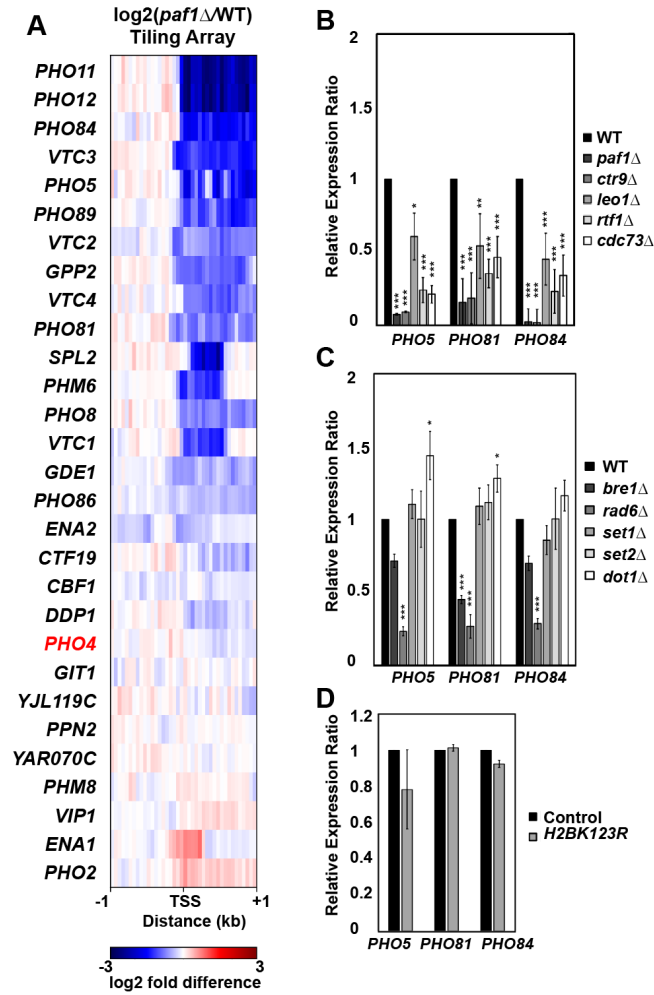 A
log2(paf1Δ/WT)
Tiling Array
PHO11
PHO12
PHO84
VTC3
PHO5
PHO89
VTC2
GPP2
VTC4
PHO81
SPL2
PHM6
PHO8
VTC1
GDE1
PHO86
ENA2
CTF19
CBF1
DDP1
PHO4
GIT1
YJL119C
PPN2
YAR070C
PHM8
VIP1
ENA1
PHO2
-1 TSS +1
Distance (kb)
-3 3
log2 fold difference
B
Relative Expression Ratio
2
1.5
1
0.5
0
*** *** * *** ***
*** *** ** *** ***
*** *** *** *** ***
PHO5 PHO81 PHO84
WT
paf1Δ
ctr9Δ
leo1Δ
rtf1Δ
cdc73Δ
C
Relative Expression Ratio
2
1.5
1
0.5
0
*** *
*** *** *
***
PHO5 PHO81 PHO84
WT
bre1Δ
rad6Δ
set1Δ
set2Δ
dot1Δ
D
Relative Expression Ratio
1.2
1
0.8
0.6
0.4
0.2
0
PHO5 PHO81 PHO84
Control
H2BK123R